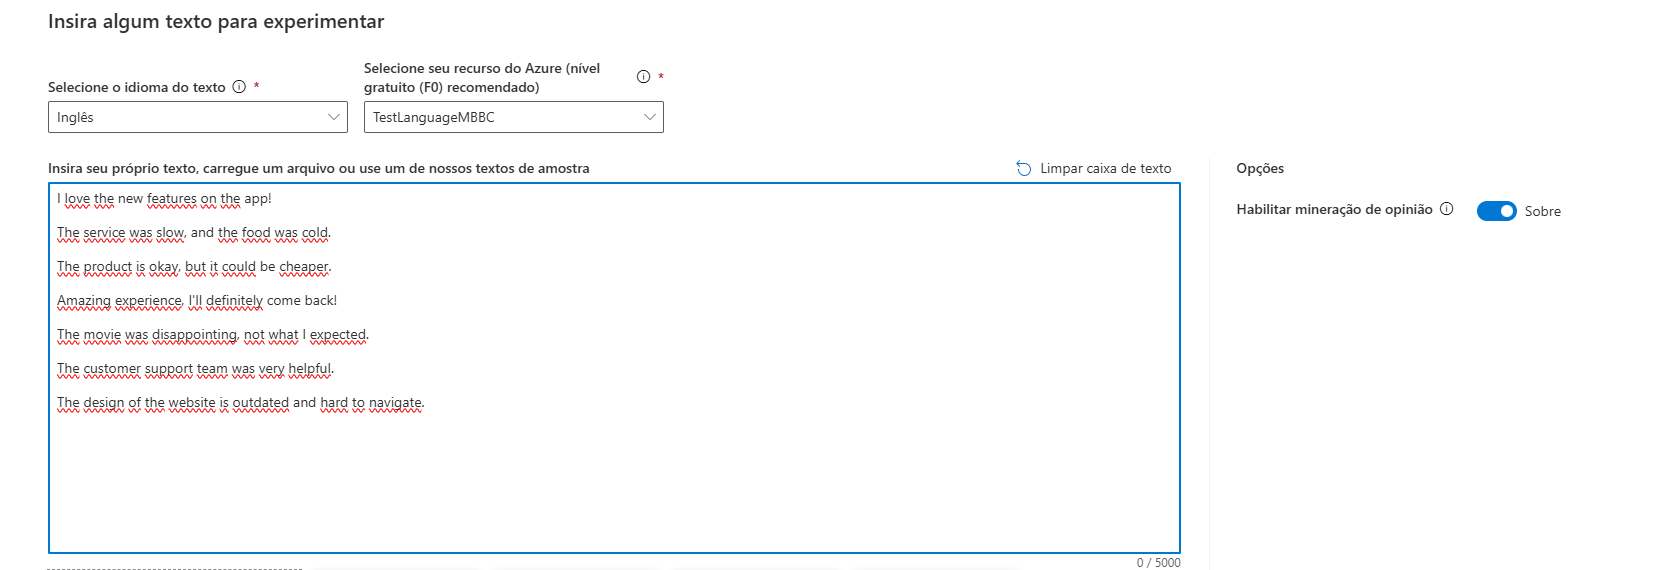 Insira algum texto para experimentar
Selecione o idioma do texto *
Selecione seu recurso do Azure (nível
gratuito (F0) recomendado) *
Inglês
TestLanguageMBBC
Insira seu próprio texto, carregue um arquivo ou use um de nossos textos de amostra
Limpar caixa de texto
I love the new features on the app!
The service was slow, and the food was cold.
The product is okay, but it could be cheaper.
Amazing experience, I'll definitely come back!
The movie was disappointing, not what I expected.
The customer support team was very helpful.
The design of the website is outdated and hard to navigate.
0 / 5000
Opções
Habilitar mineração de opinião
Sobre